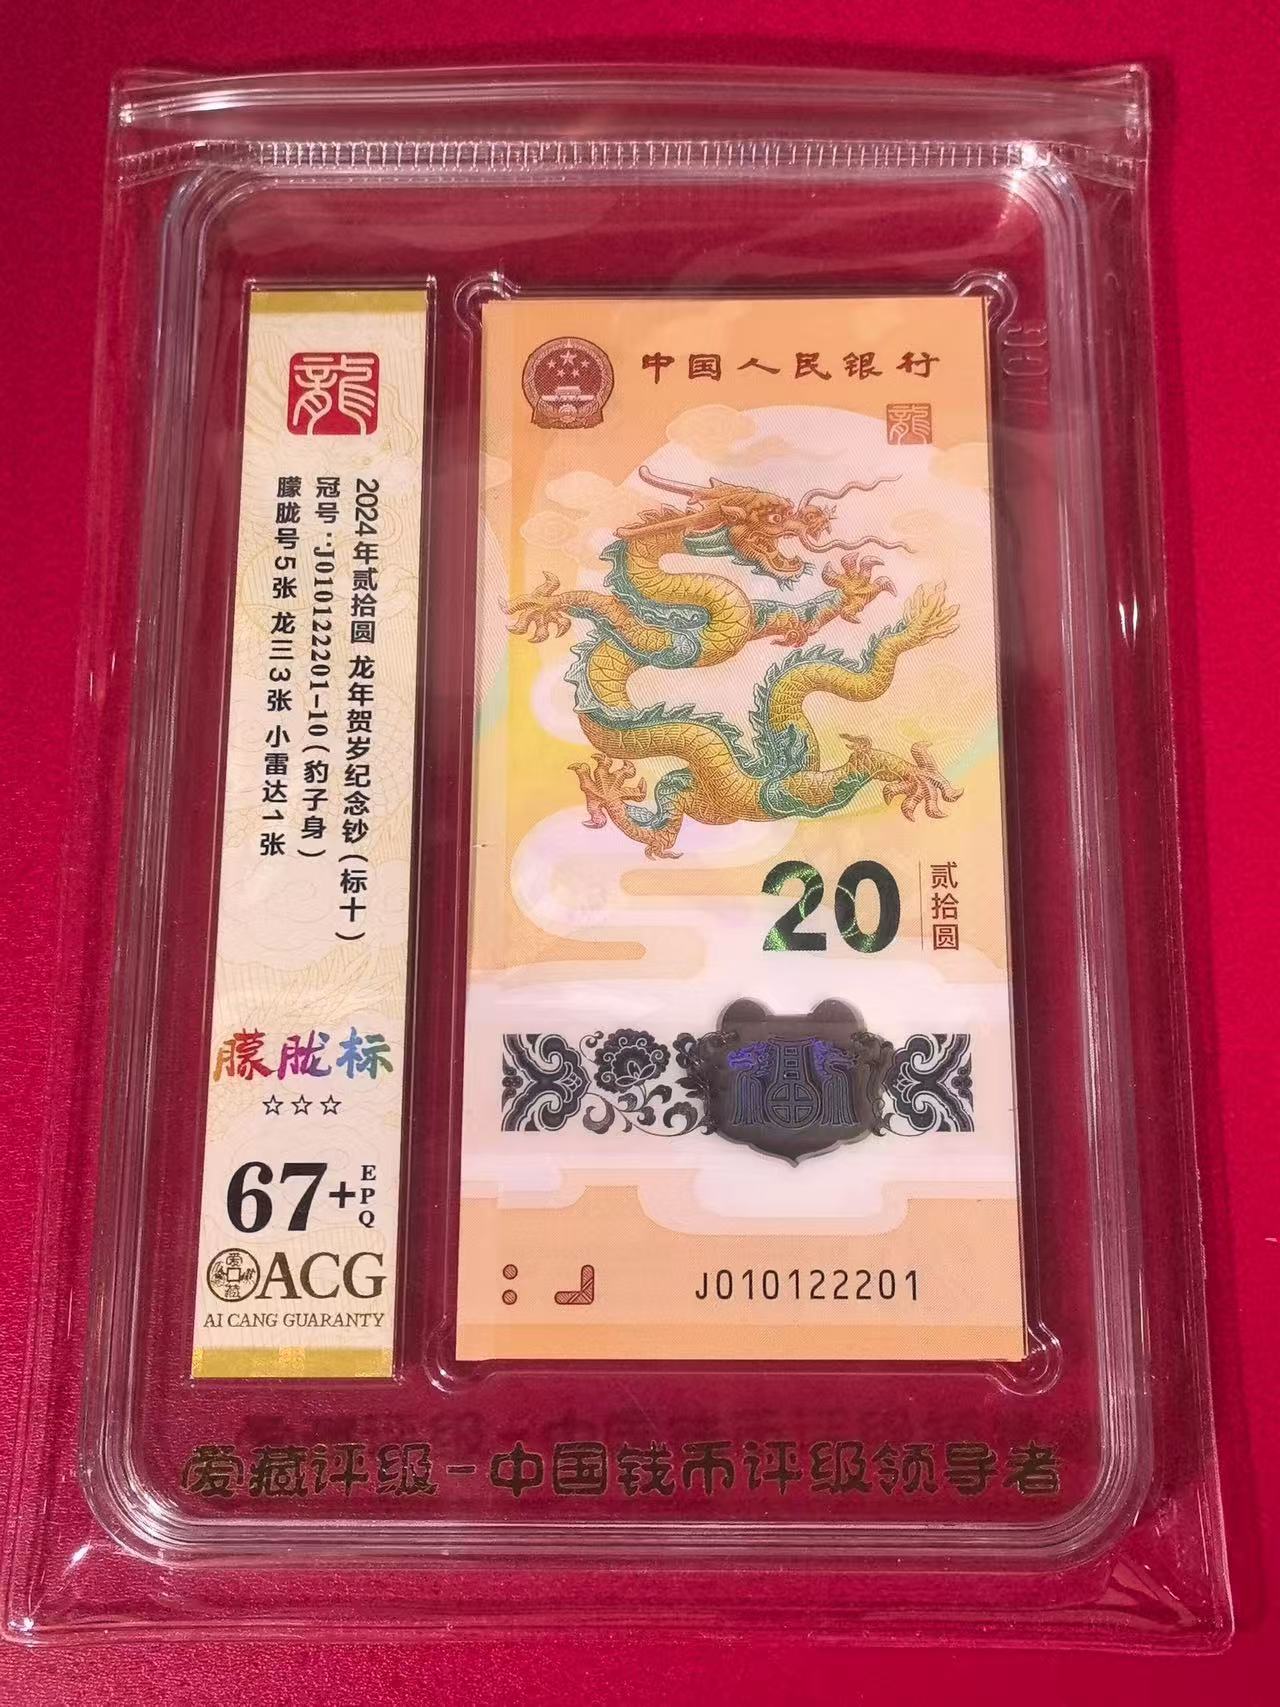 龍
2024年贰拾圆 龙年贺岁纪念钞(标十)
冠号:J010122201-10(豹子身)
朦胧号5张 龙三3张 小雷达1张
朦胧标
☆☆☆
67+EPQ
ACG
AI CANG GUARANTY
中国人民银行
龍
20
贰拾圆
J010122201
爱藏评级-中国钱币评级领导者